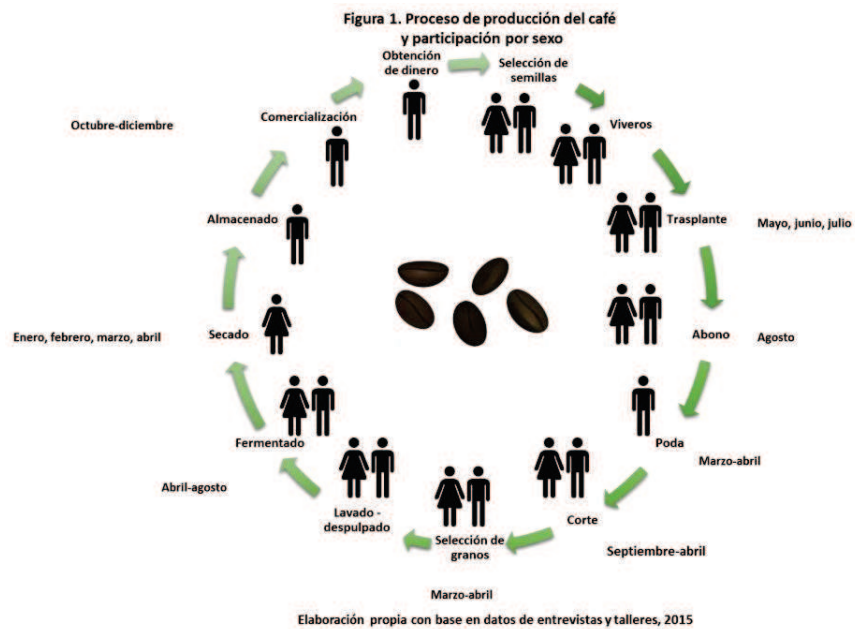 Figura 1. Proceso de producción del café
y participación por sexo
Obtención
de dinero
Selección de
semillas
Viveros
Trasplante
Mayo, junio, julio
Abono
Agosto
Poda
Marzo-abril
Corte
Septiembre-abril
Selección de
granos
Marzo-abril
Lavado -
despulpado
Fermentado
Abril-agosto
Secado
Enero, febrero, marzo, abril
Almacenado
Comercialización
Octubre-diciembre
Elaboración propia con base en datos de entrevistas y talleres, 2015